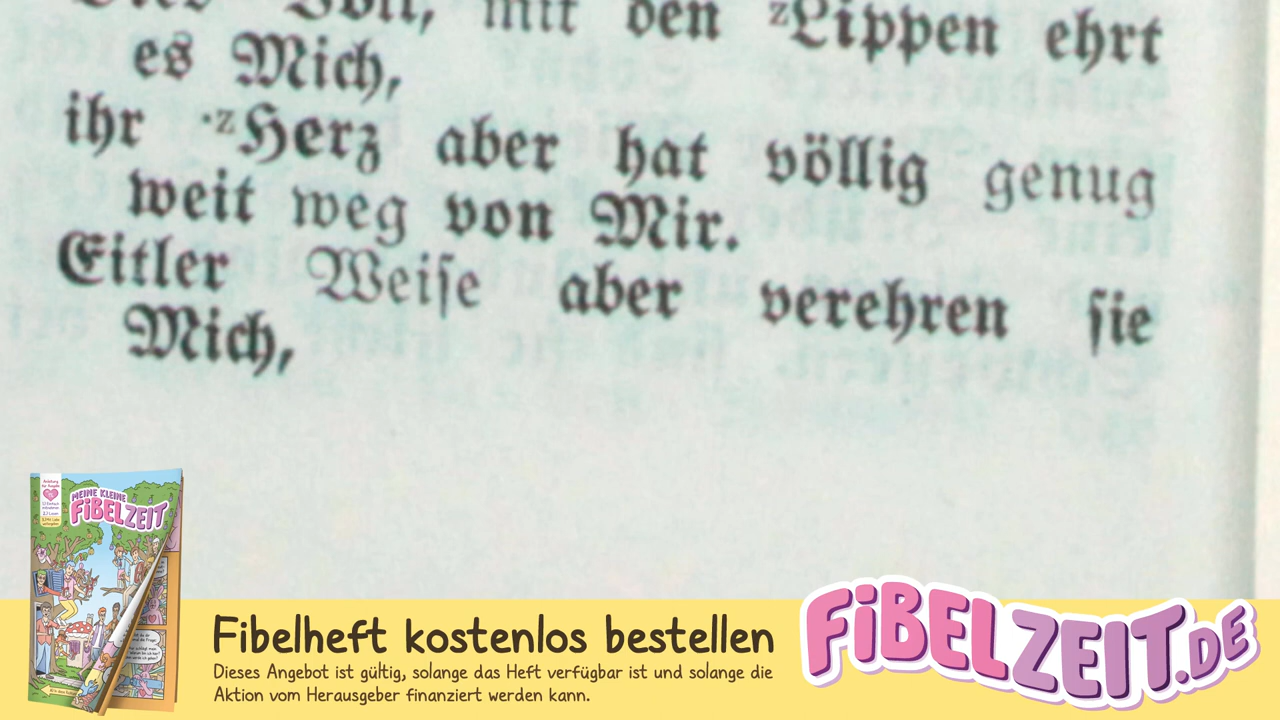 Dies Volk, mit den zLippen ehrt
es Mich,
ihr ·zHerz aber hat völlig genug
weit weg von Mir.
Eitler Weise aber verehren sie
Mich,
MEINE KLEINE
FIBELZEIT
Fibelheft kostenlos bestellen
Dieses Angebot ist gültig, solange das Heft verfügbar ist und solange die
Aktion vom Herausgeber finanziert werden kann.
FIBELZEIT.DE